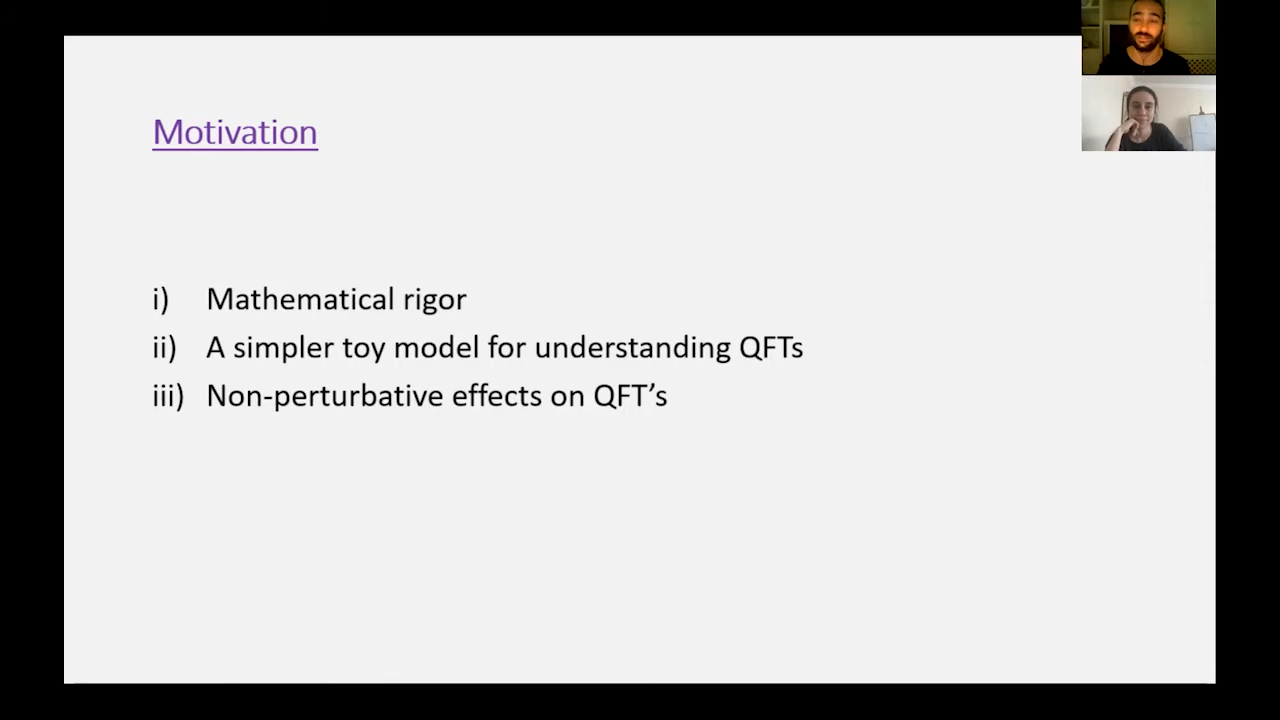 Motivation
i) Mathematical rigor
ii) A simpler toy model for understanding QFTs
iii) Non-perturbative effects on QFT’s